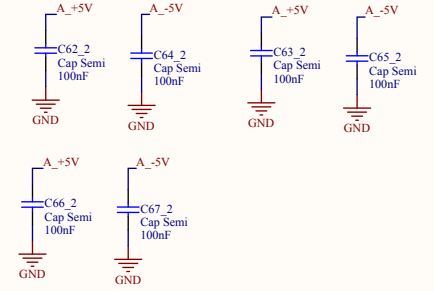 A_+5V
C62_2
Cap Semi
100nF
GND
A_-5V
C64_2
Cap Semi
100nF
GND
A_+5V
C63_2
Cap Semi
100nF
GND
A_-5V
C65_2
Cap Semi
100nF
GND
A_+5V
C66_2
Cap Semi
100nF
GND
A_-5V
C67_2
Cap Semi
100nF
GND